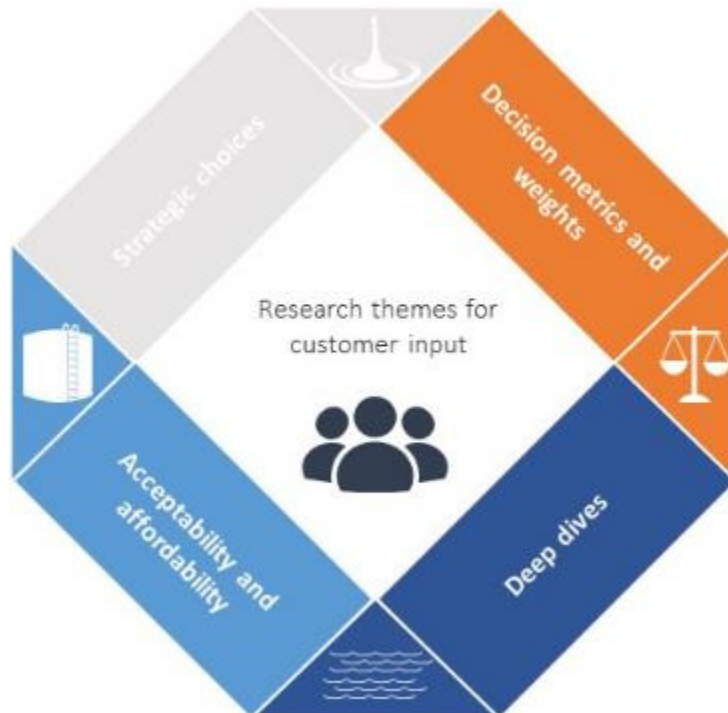 Strategic choices
Decision metrics and
weights
Research themes for
customer input
Acceptability and
affordability
Deep dives